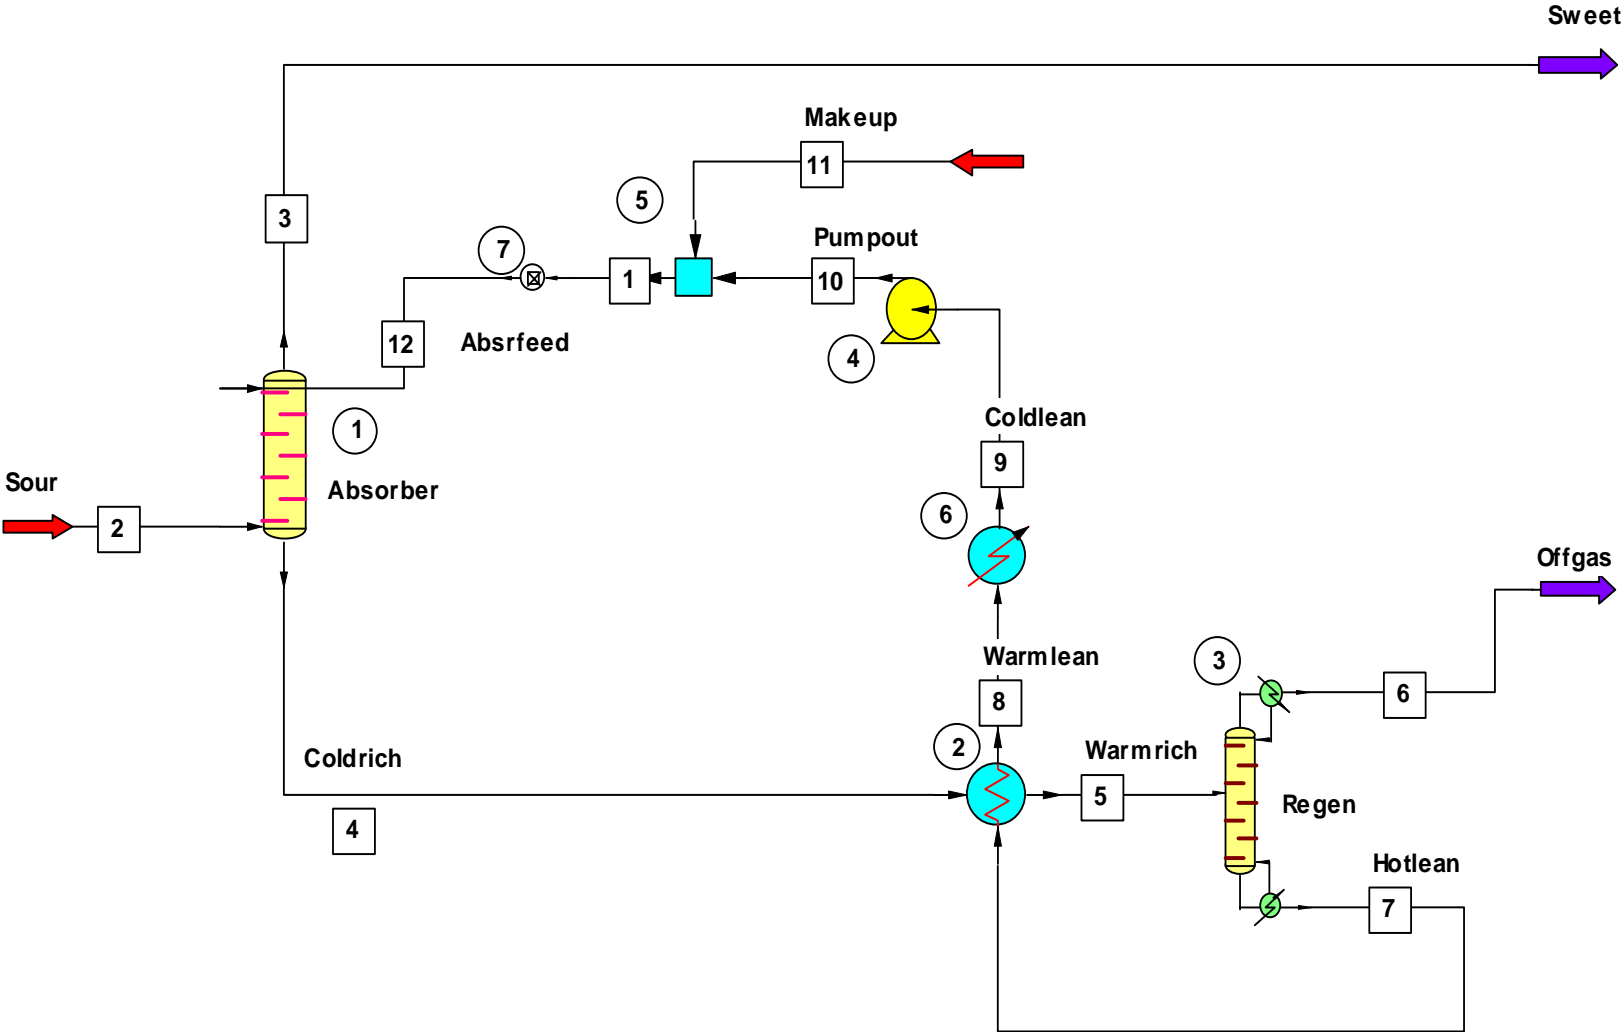 Sweet
Makeup
11
5
3
7
Pumpout
1
10
12
Absrfeed
4
1
Coldlean
9
Sour
Absorber
2
6
Offgas
Warmlean
3
8
6
2
Warmrich
Coldrich
5
Regen
4
Hotlean
7